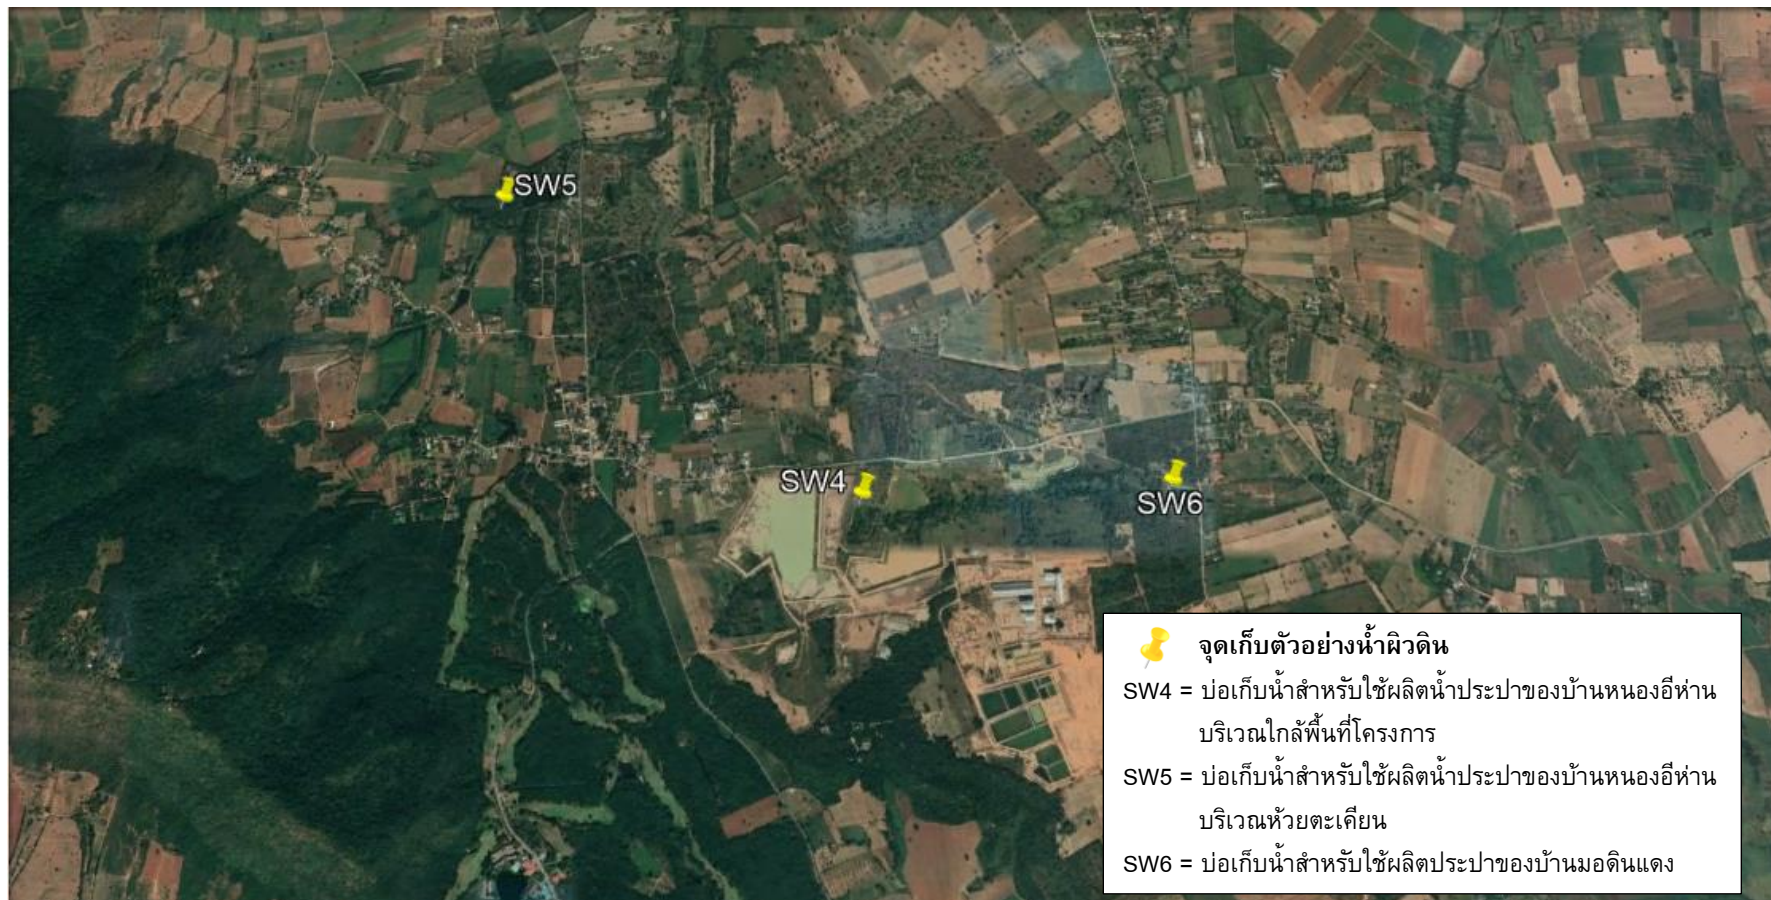 SW5
SW4
SW6
จุดเก็บตัวอย่างน้ำผิวดิน
SW4 = บ่อเก็บน้ำสำหรับใช้ผลิตน้ำประปาของบ้านหนองอีห่าน
บริเวณใกล้พื้นที่โครงการ
SW5 = บ่อเก็บน้ำสำหรับใช้ผลิตน้ำประปาของบ้านหนองอีห่าน
บริเวณห้วยตะเคียน
SW6 = บ่อเก็บน้ำสำหรับใช้ผลิตประปาของบ้านมอดินแดง